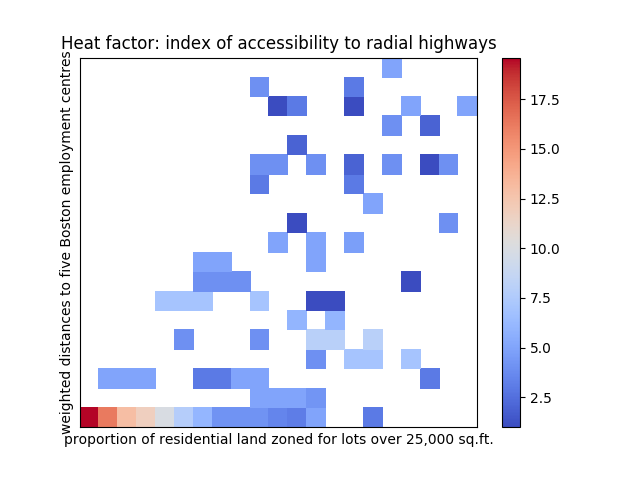 Heat factor: index of accessibility to radial highways
weighted distances to five Boston employment centres
proportion of residential land zoned for lots over 25,000 sq.ft.
17.5
15.0
12.5
10.0
7.5
5.0
2.5